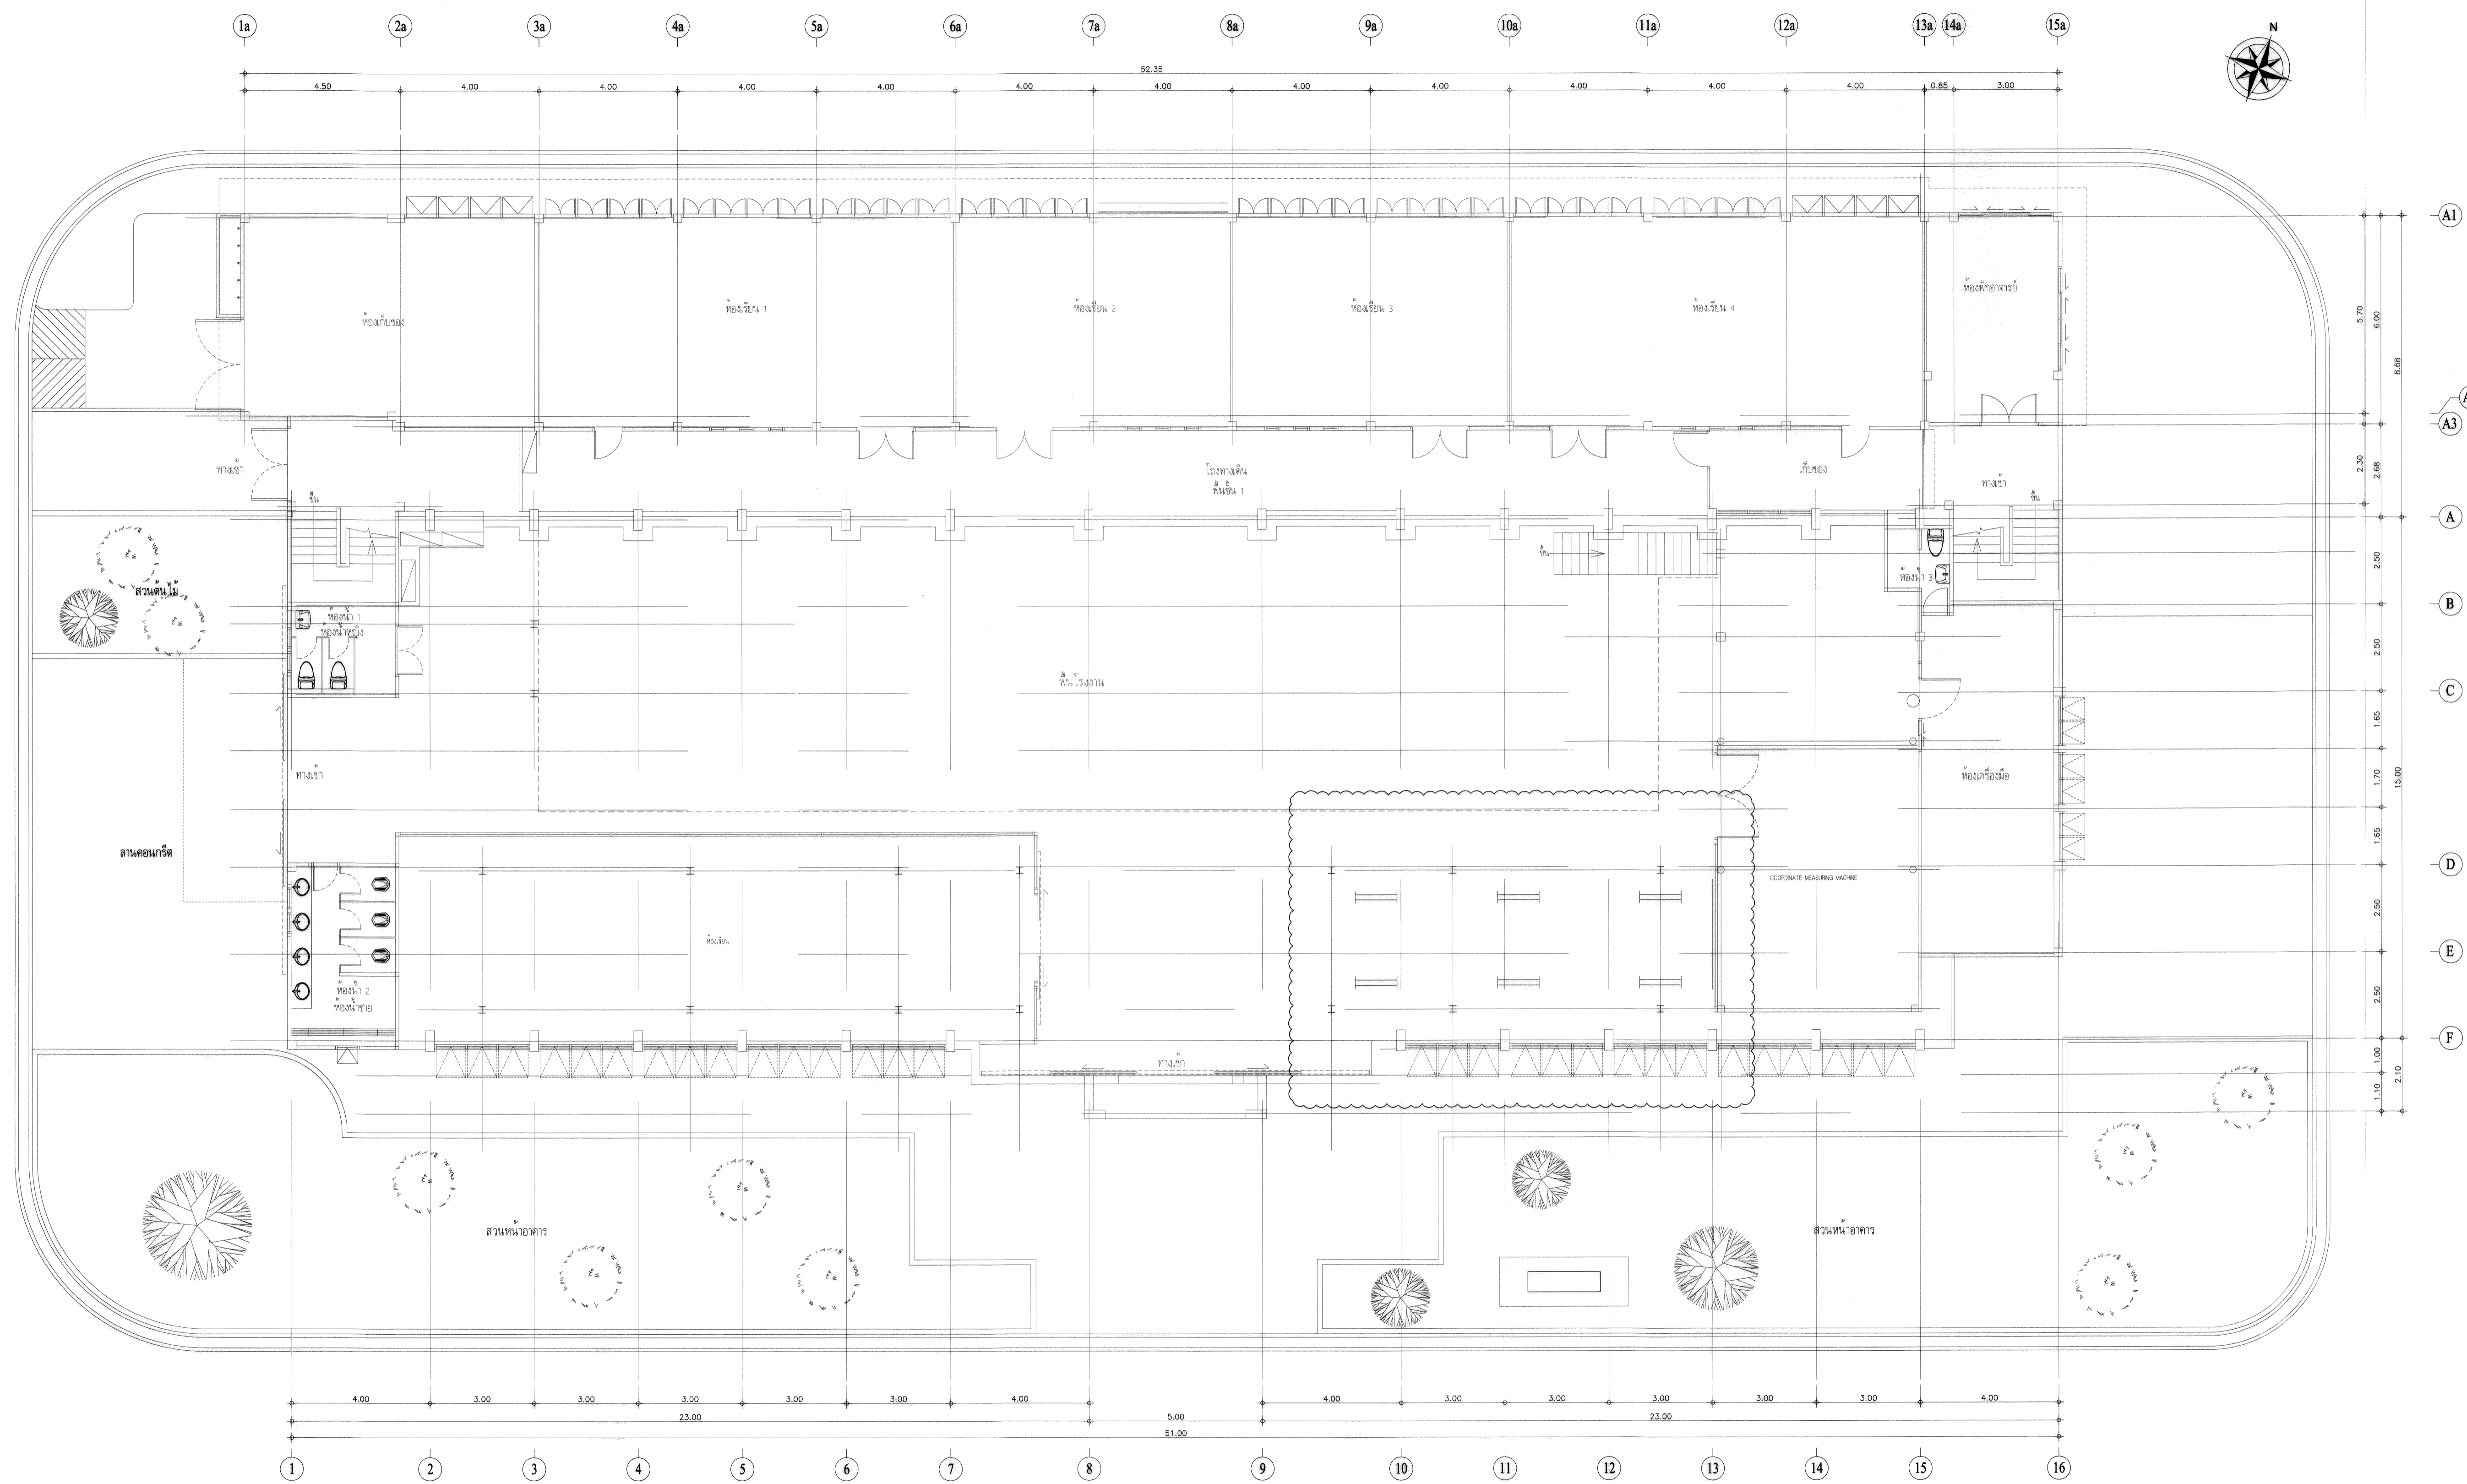 1a 2a 3a 4a 5a 6a 7a 8a 9a 10a 11a 12a 13a 14a 15a
N
52.35
4.50 4.00 4.00 4.00 4.00 4.00 4.00 4.00 4.00 4.00 4.00 4.00 0.85 3.00
A1
ห้องพักอาจารย์
ห้องเก็บของ
ห้องเรียน 1
ห้องเรียน 2
ห้องเรียน 3
ห้องเรียน 4
5.70
6.00
8.68
A3
ทางเข้า
โถงทางเดิน
พื้นชั้น 1
เก็บของ
ทางเข้า
2.30
2.68
ขึ้น
ขึ้น
A
ขึ้น
2.50
สวนต้นไม้
ห้องน้ำ 3
B
ห้องน้ำ 1
ห้องน้ำหญิง
2.50
พื้นโรงงาน
C
1.65
ทางเข้า
ห้องเครื่องมือ
1.70
15.00
1.65
ลานคอนกรีต
D
COORDINATE MEASURING MACHINE
2.50
ห้องเรียน
E
ห้องน้ำ 2
ห้องน้ำชาย
2.50
F
ทางเข้า
1.00
2.10
1.10
สวนหน้าอาคาร
สวนหน้าอาคาร
4.00 3.00 3.00 3.00 3.00 3.00 4.00 4.00 3.00 3.00 3.00 3.00 3.00 4.00
23.00 5.00 23.00
51.00
1 2 3 4 5 6 7 8 9 10 11 12 13 14 15 16